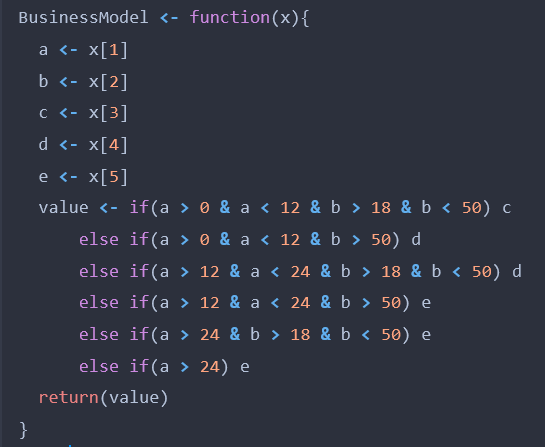 BusinessModel <- function(x){
  a <- x[1]
  b <- x[2]
  c <- x[3]
  d <- x[4]
  e <- x[5]
  value <- if(a > 0 & a < 12 & b > 18 & b < 50) c
      else if(a > 0 & a < 12 & b > 50) d
      else if(a > 12 & a < 24 & b > 18 & b < 50) d
      else if(a > 12 & a < 24 & b > 50) e
      else if(a > 24 & b > 18 & b < 50) e
      else if(a > 24) e
  return(value)
}